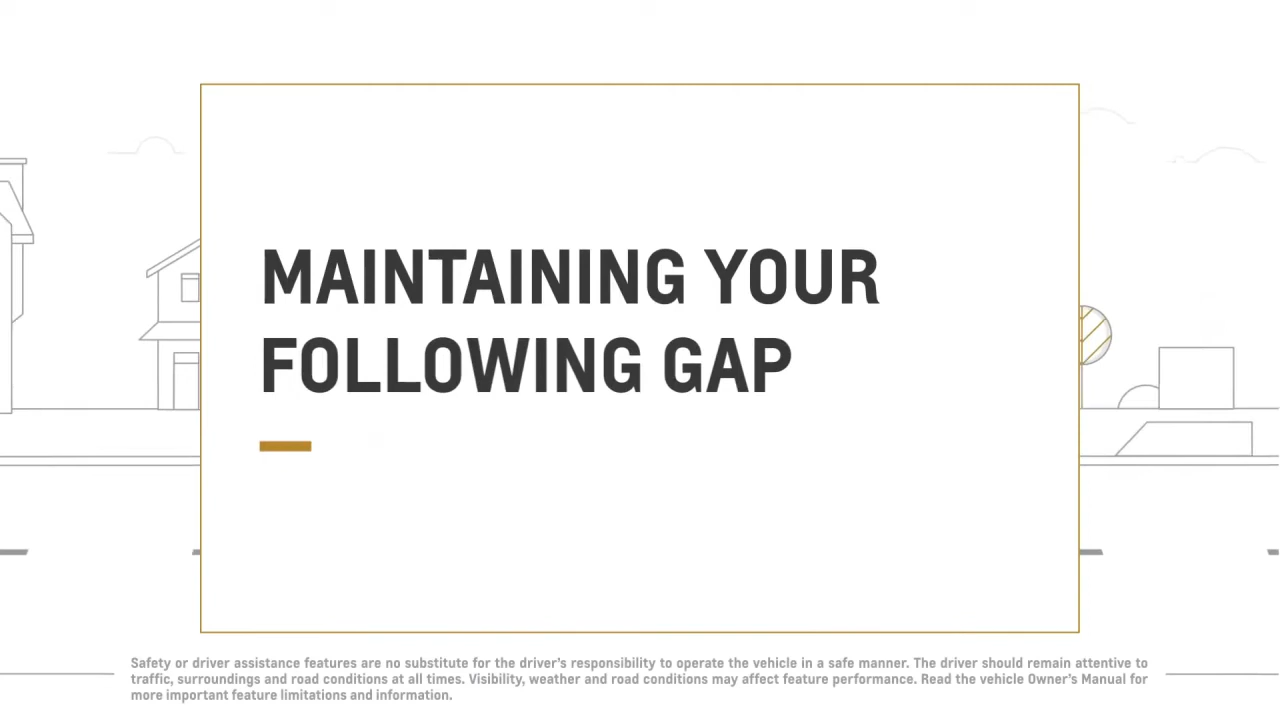 MAINTAINING YOUR
FOLLOWING GAP
Safety or driver assistance features are no substitute for the driver's responsibility to operate the vehicle in a safe manner. The driver should remain attentive to
traffic, surroundings and road conditions at all times. Visibility, weather and road conditions may affect feature performance. Read the vehicle Owner's Manual for
more important feature limitations and information.